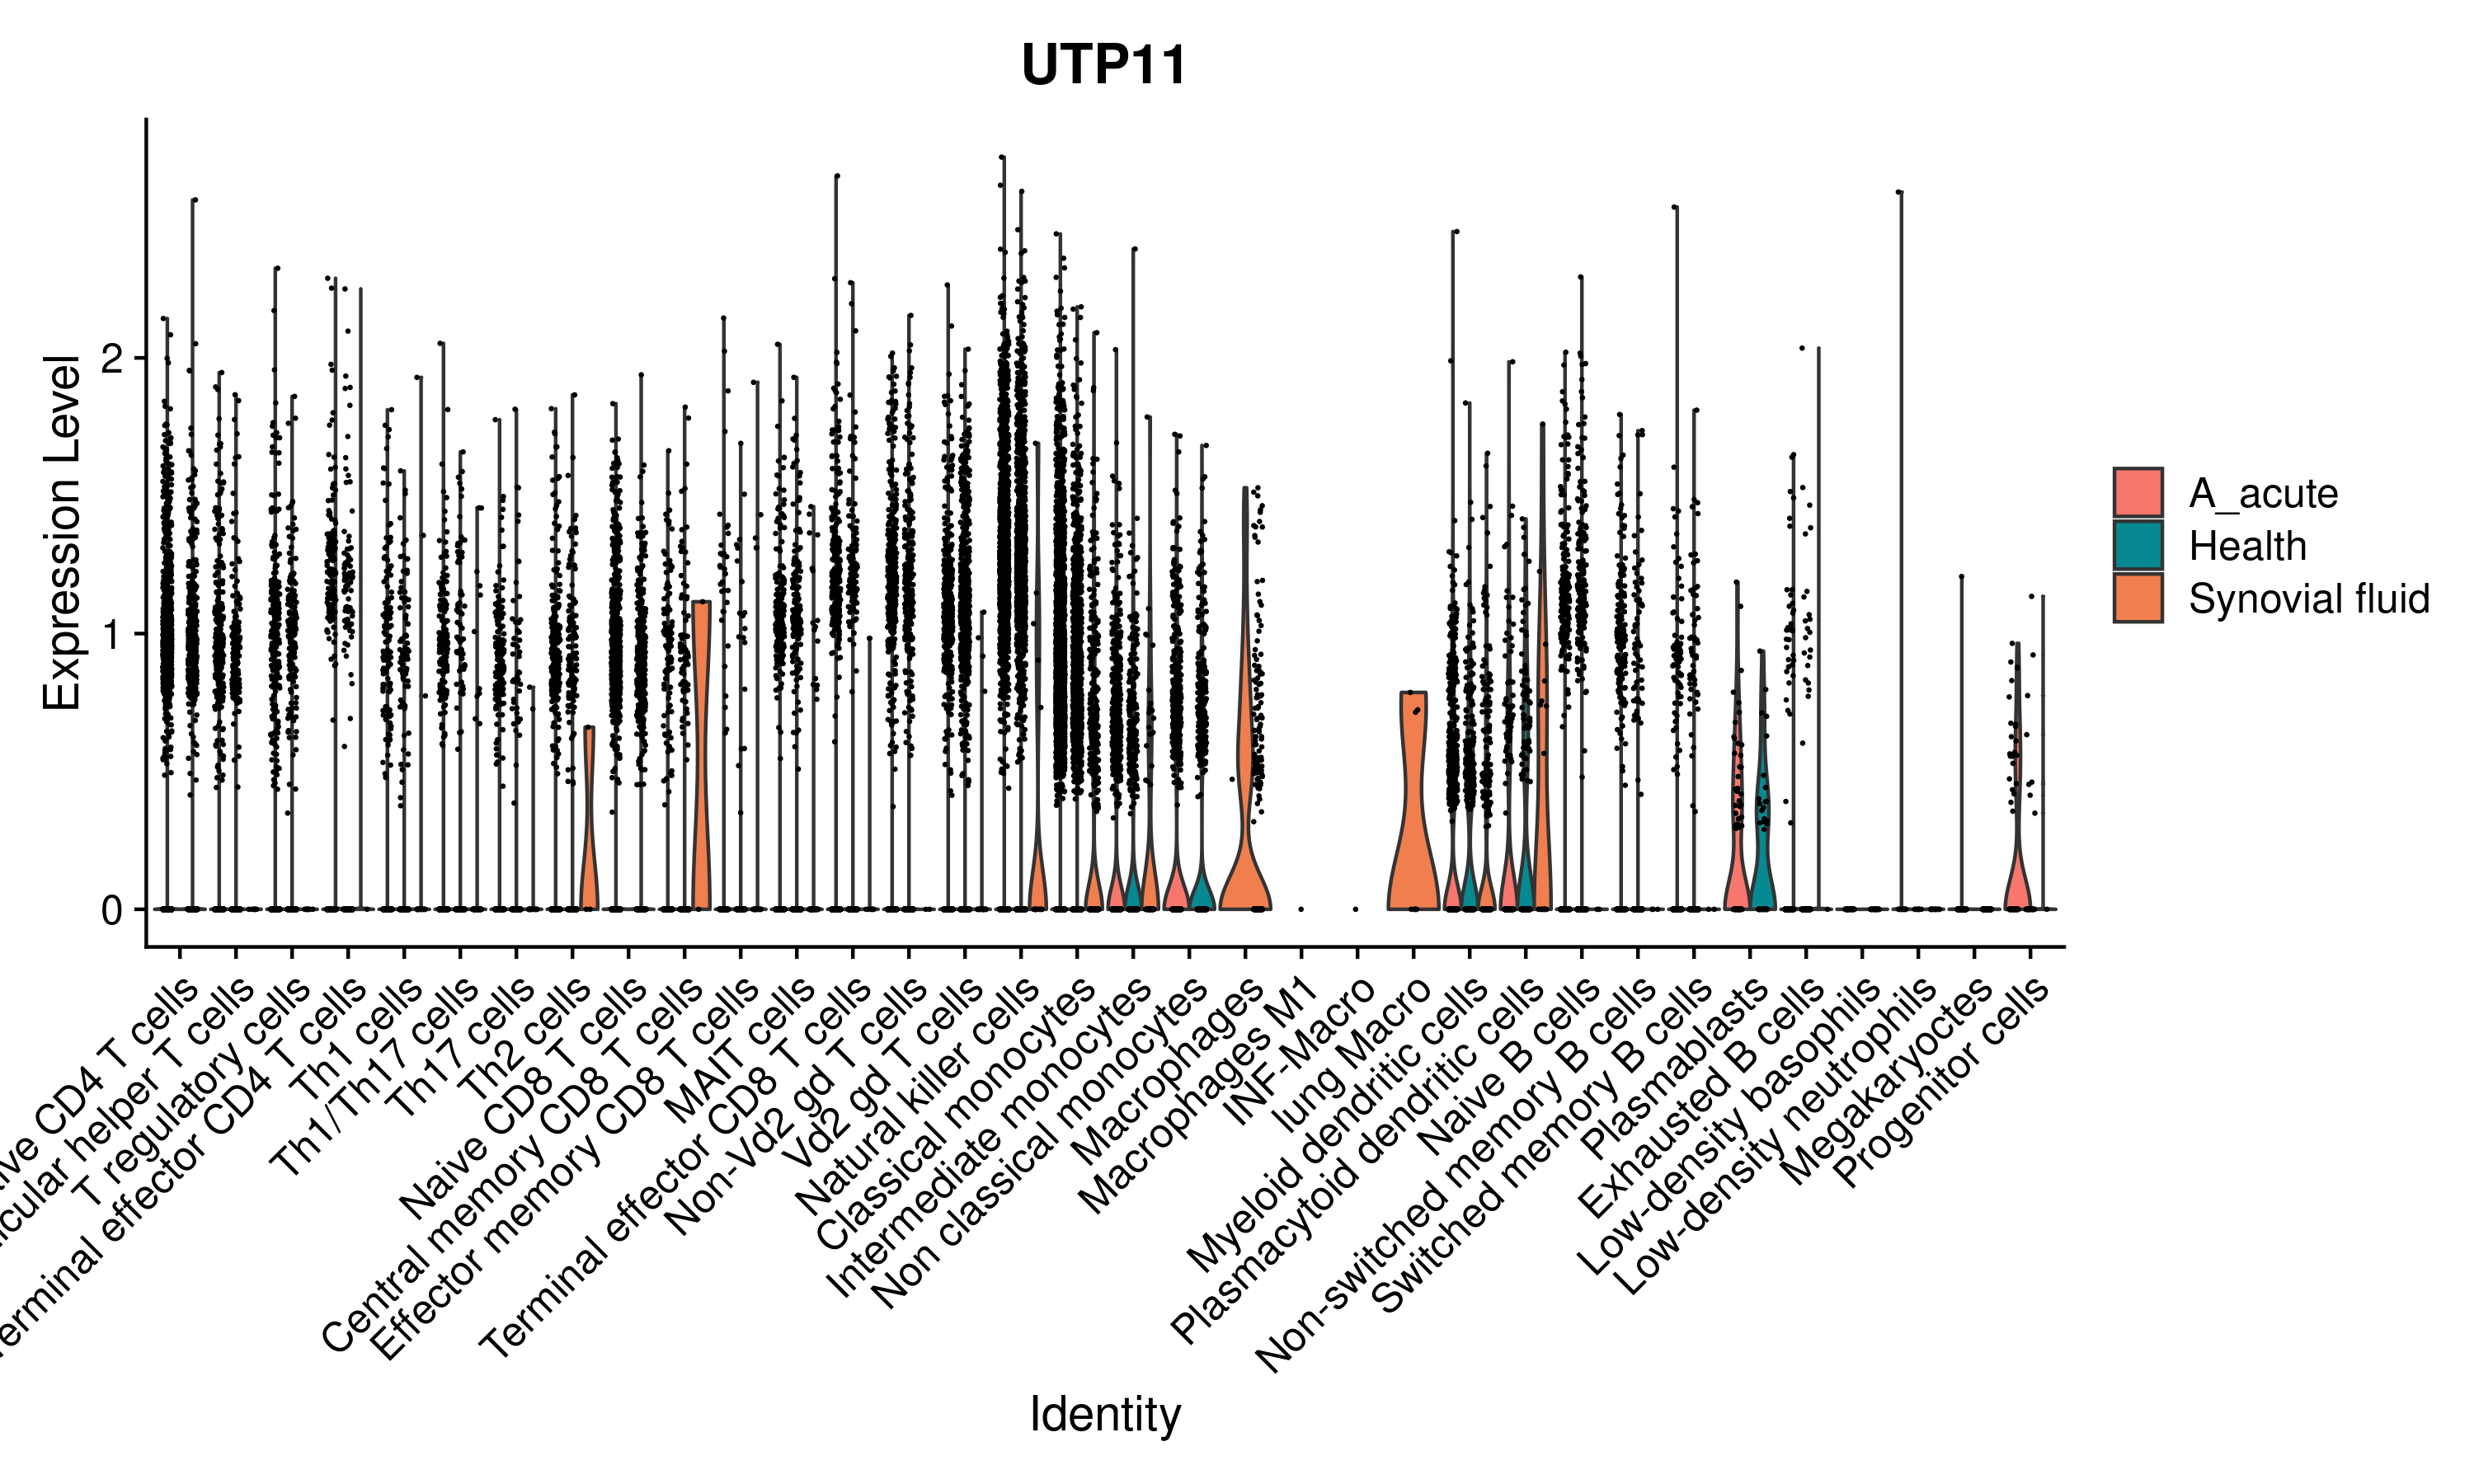 UTP11
Expression Level
2
1
0
A_acute
Health
Synovial fluid
CD4 T cells
helper T cells
T regulatory cells
effector CD4 T cells
Th1 cells
Th1/Th17 cells
Th17 cells
Th2 cells
Naive CD8 T cells
Central memory CD8 T cells
Effector memory CD8 T cells
MAIT cells
Terminal effector CD8 T cells
Non-Vd2 gd T cells
Vd2 gd T cells
Natural killer cells
Classical monocytes
Intermediate monocytes
Non classical monocytes
Macrophages
Macrophages M1
INF-Macro
lung Macro
Myeloid dendritic cells
Plasmacytoid dendritic cells
Naive B cells
Non-switched memory B cells
Switched memory B cells
Plasmablasts
Exhausted B cells
Low-density basophils
Low-density neutrophils
Megakaryocytes
Progenitor cells
Identity